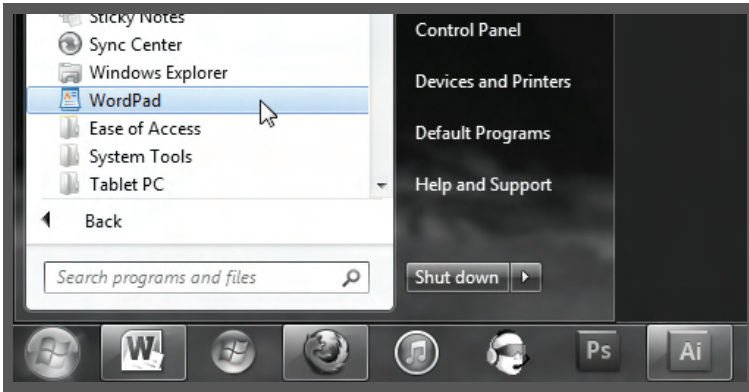 Sticky Notes
Sync Center
Windows Explorer
WordPad
Ease of Access
System Tools
Tablet PC
Back
Search programs and files
Control Panel
Devices and Printers
Default Programs
Help and Support
Shut down
W
Ps
Ai